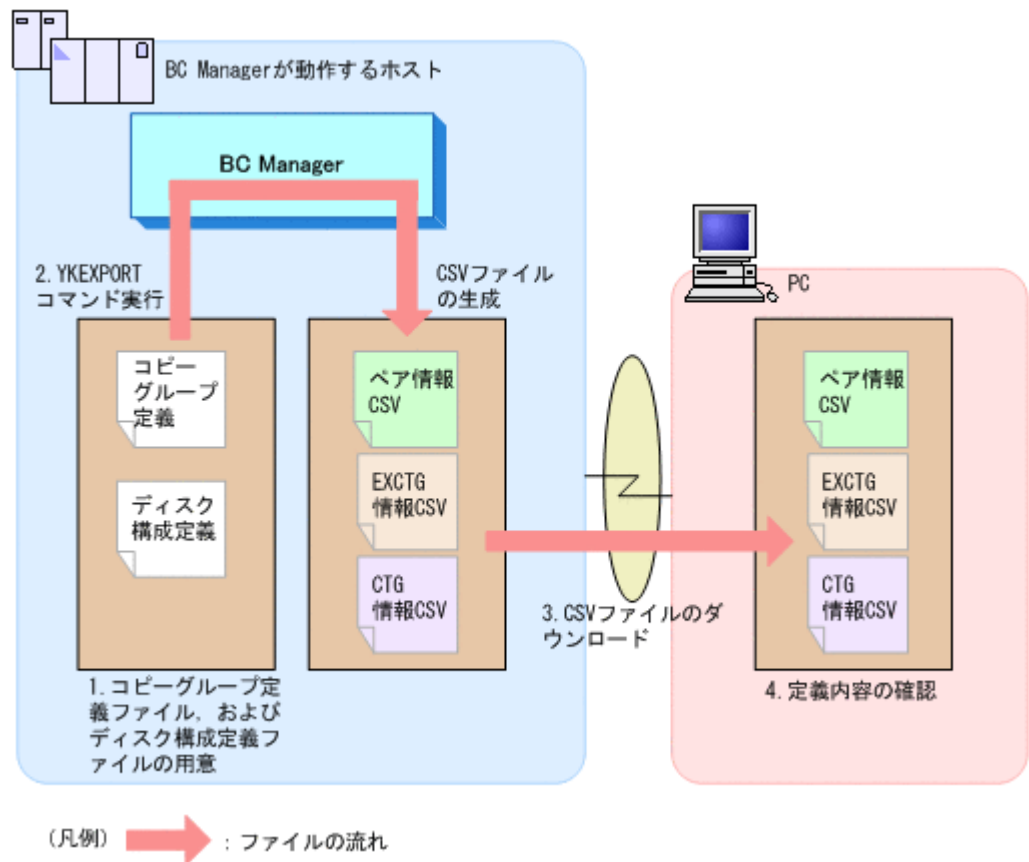 BC Managerが動作するホスト
BC Manager
2.YKEXPORT
コマンド実行
CSVファイル
の生成
PC
コピー
グループ
定義
ディスク
構成定義
ペア情報
CSV
EXCTG
情報CSV
CTG
情報CSV
ペア情報
CSV
EXCTG
情報CSV
CTG
情報CSV
3.CSVファイルのダ
ウンロード
1.コピーグループ定
義ファイル，および
ディスク構成定義フ
ァイルの用意
4.定義内容の確認
(凡例)
：ファイルの流れ